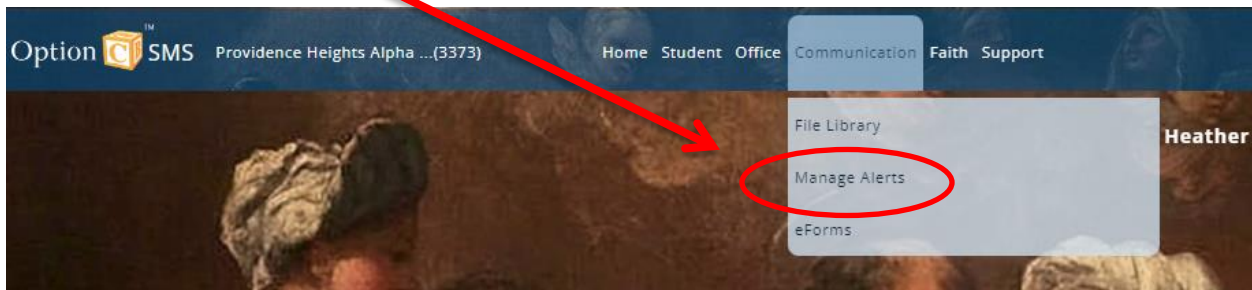 Option C SMS ™ Providence Heights Alpha ...(3373) Home Student Office Communication Faith Support
File Library
Heather
Manage Alerts
eForms